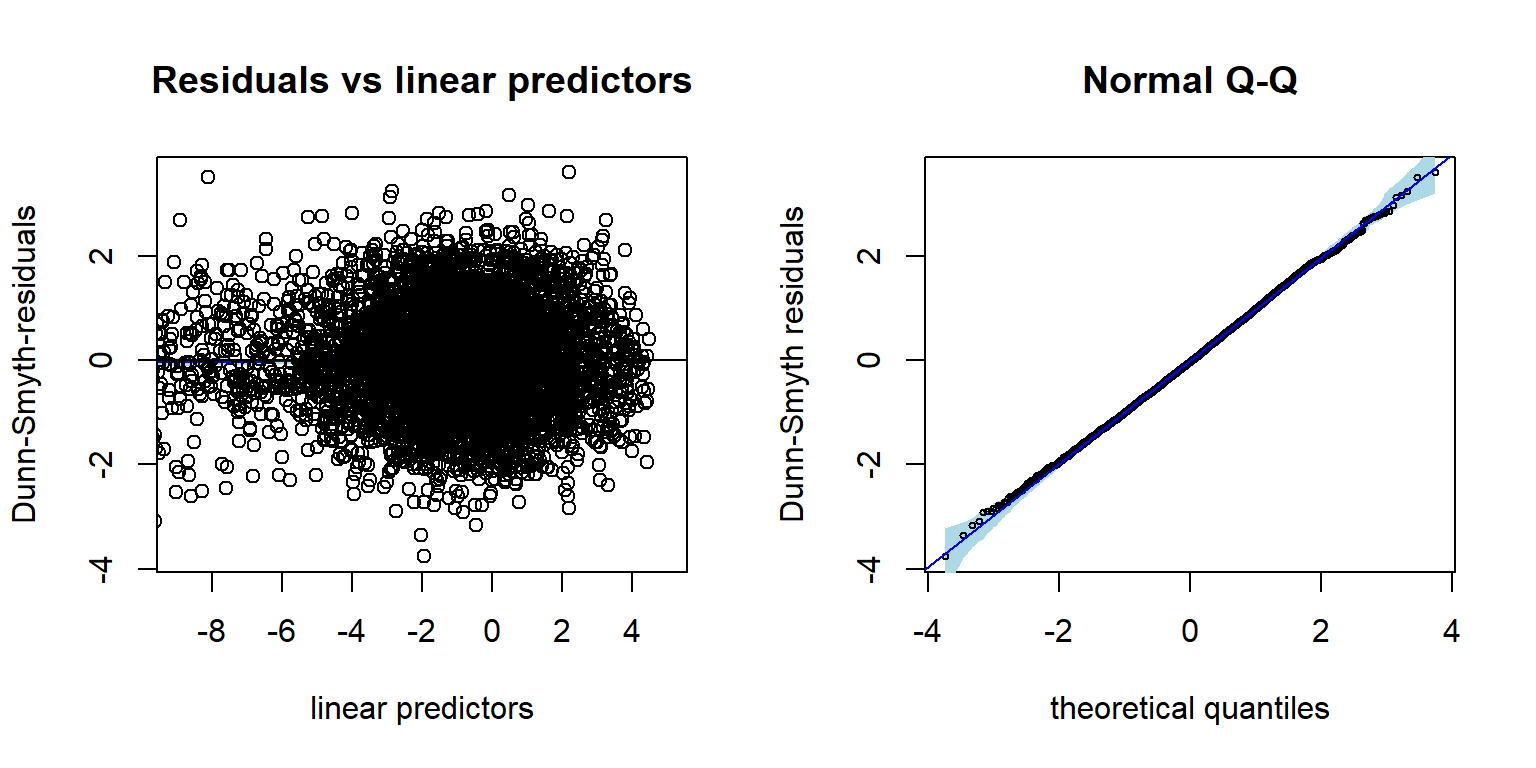 Residuals vs linear predictors
Dunn-Smyth-residuals
2
0
-2
-4
-8 -6 -4 -2 0 2 4
linear predictors
Normal Q-Q
Dunn-Smyth residuals
2
0
-2
-4
-4 -2 0 2 4
theoretical quantiles